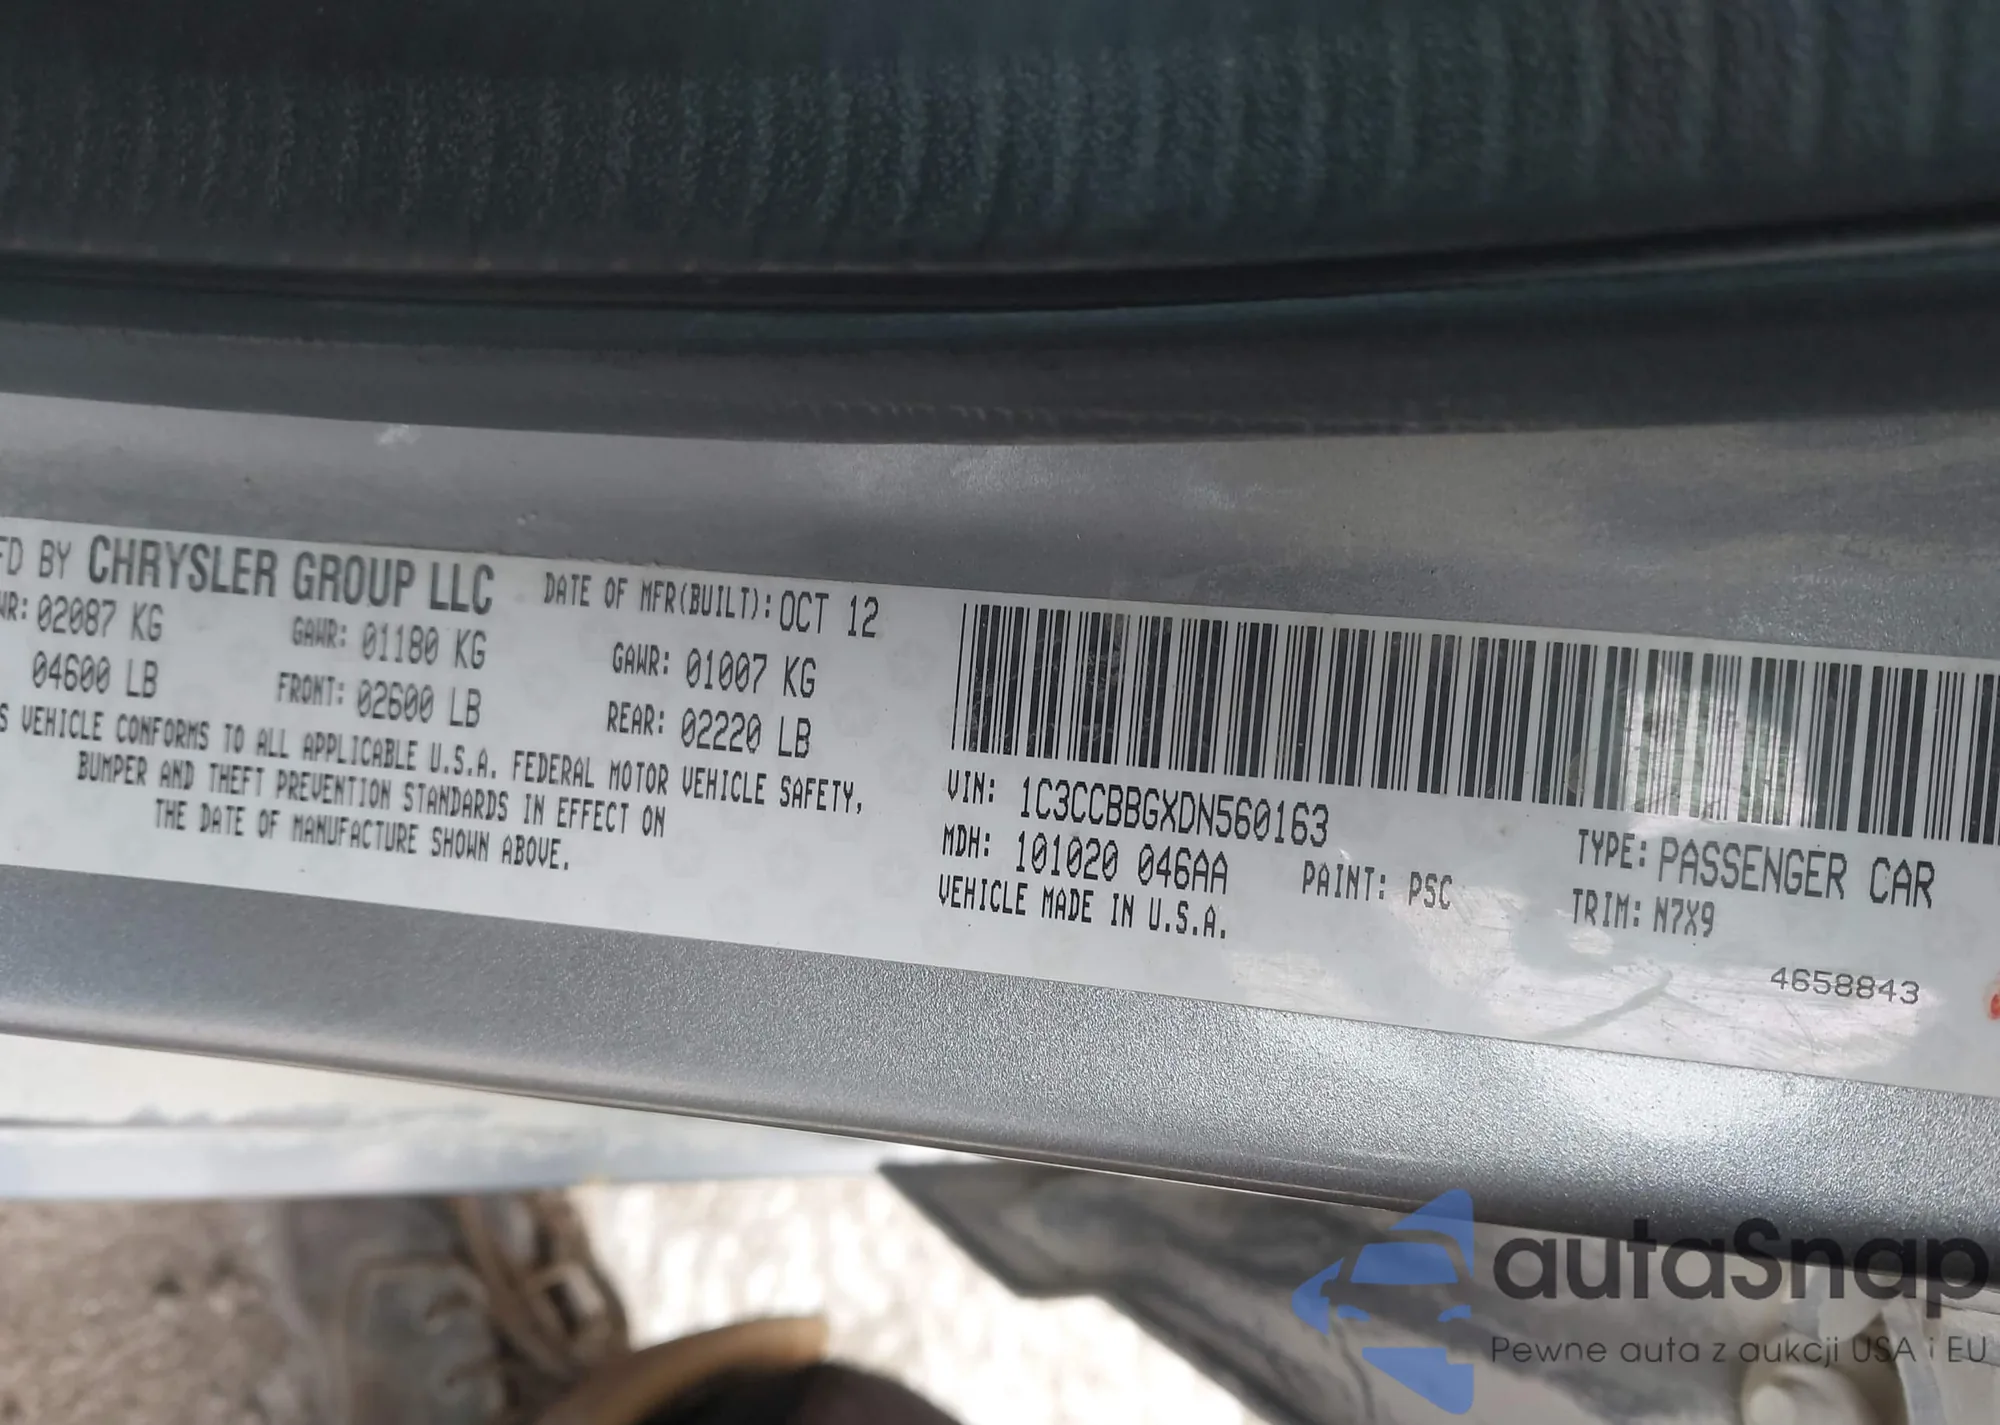 FD BY CHRYSLER GROUP LLC DATE OF MFR(BUILT): OCT 12
WR: 02087 KG GAWR: 01180 KG GAWR: 01007 KG
04600 LB FRONT: 02600 LB REAR: 02220 LB
S VEHICLE CONFORMS TO ALL APPLICABLE U.S.A. FEDERAL MOTOR VEHICLE SAFETY,
BUMPER AND THEFT PREVENTION STANDARDS IN EFFECT ON
THE DATE OF MANUFACTURE SHOWN ABOVE.
VIN: 1C3CCBBGXDN560163 TYPE: PASSENGER CAR
MDH: 101020 046AA PAINT: PSC TRIM: N7X9
VEHICLE MADE IN U.S.A.
4658843
autaSnap
Pewne auta z aukcji USA i EU